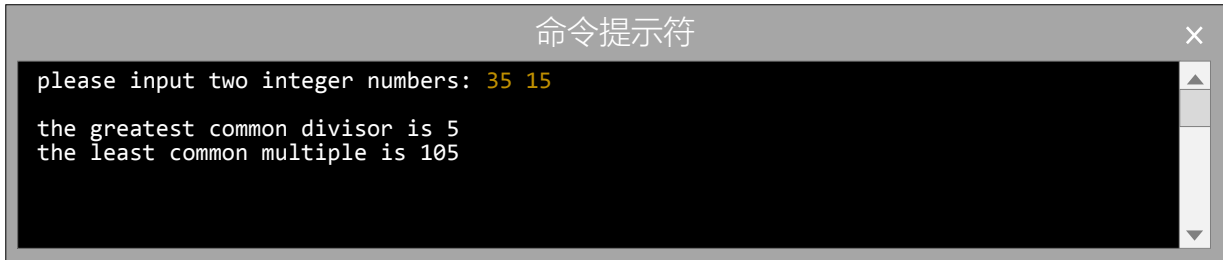 命令提示符
please input two integer numbers: 35 15
the greatest common divisor is 5
the least common multiple is 105